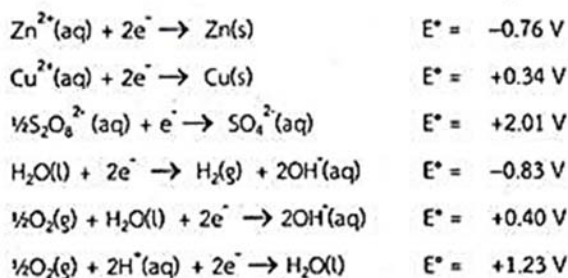 Zn²⁺(aq) + 2e⁻ → Zn(s) E° = −0.76 V
Cu²⁺(aq) + 2e⁻ → Cu(s) E° = +0.34 V
½S₂O₈²⁻ (aq) + e⁻ → SO₄²⁻(aq) E° = +2.01 V
H₂O(l) + 2e⁻ → H₂(g) + 2OH⁻(aq) E° = −0.83 V
½O₂(g) + H₂O(l) + 2e⁻ → 2OH⁻(aq) E° = +0.40 V
½O₂(g) + 2H⁺(aq) + 2e⁻ → H₂O(l) E° = +1.23 V